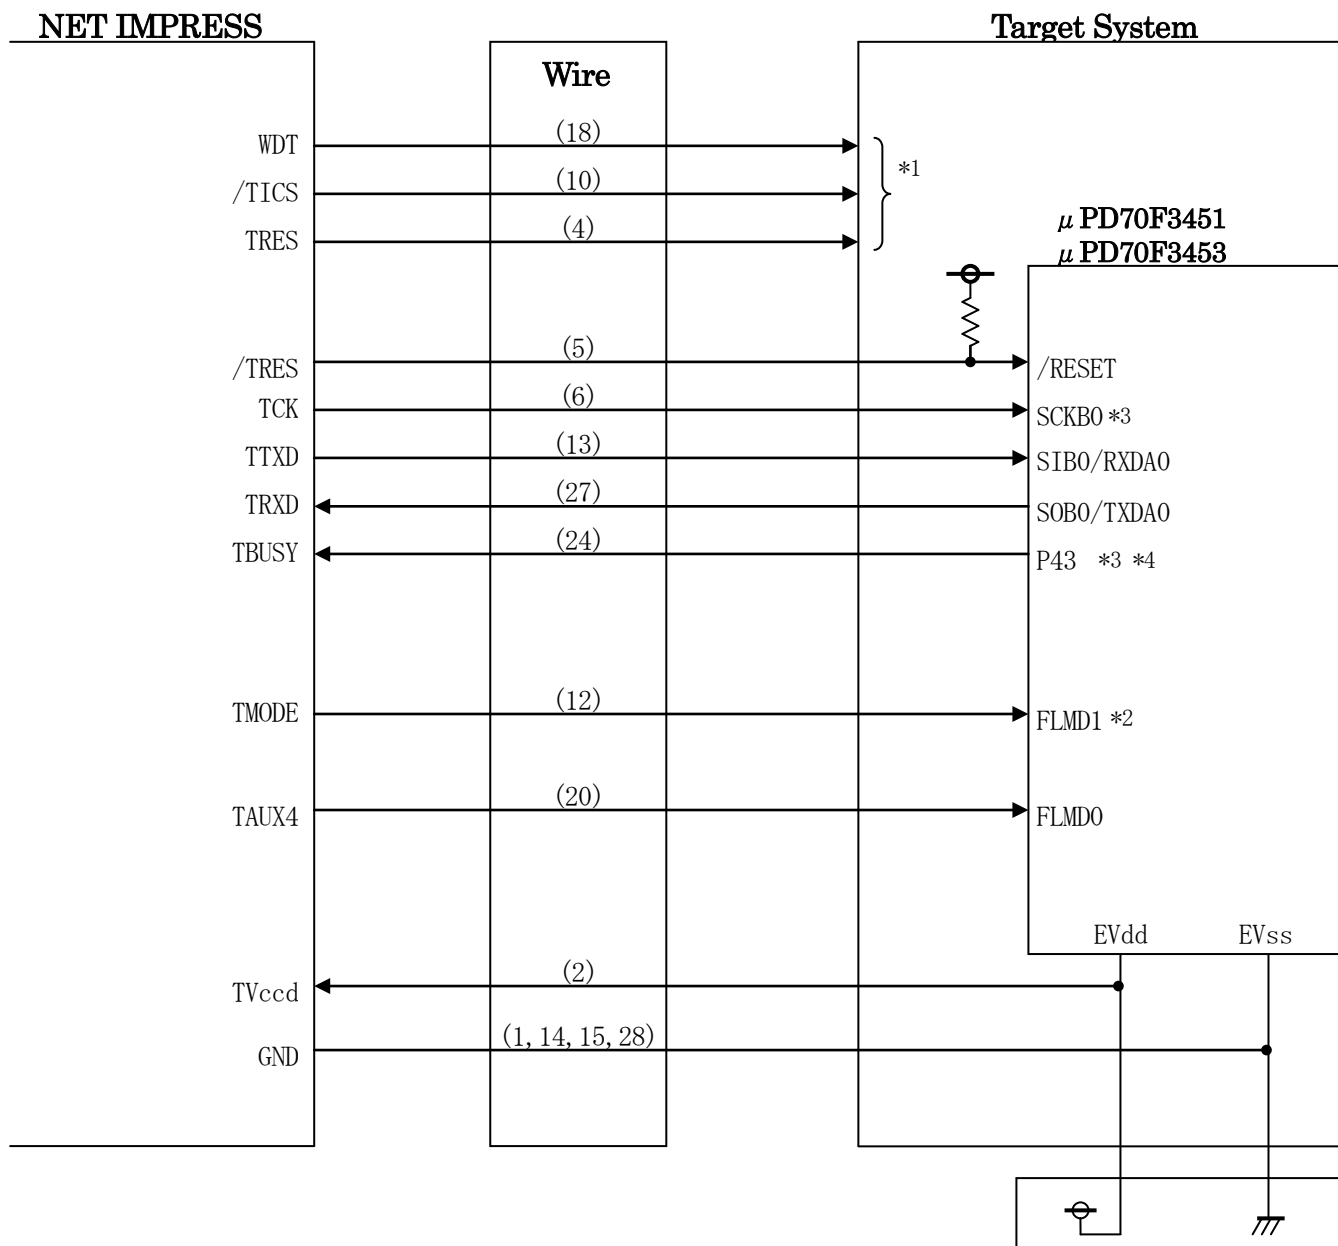 NET IMPRESS
Target System
Wire
WDT (18)
/TICS (10)
TRES (4)
*1
μPD70F3451
μPD70F3453
/TRES (5) /RESET
TCK (6) SCKB0 *3
TTXD (13) SIB0/RXDA0
TRXD (27) SOB0/TXDA0
TBUSY (24) P43 *3 *4
TMODE (12) FLMD1 *2
TAUX4 (20) FLMD0
EVdd EVss
TVccd (2)
GND (1,14,15,28)